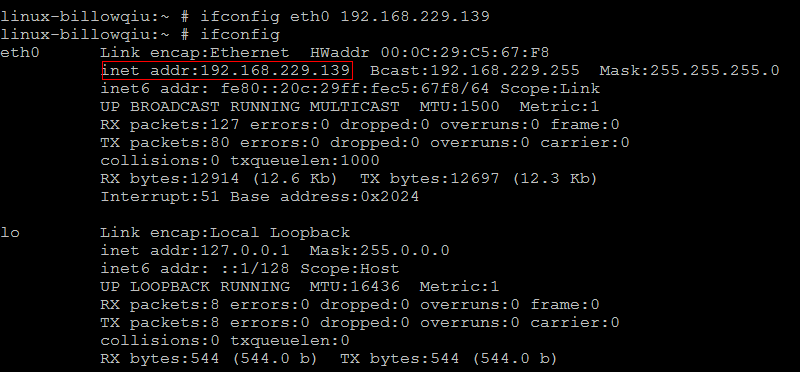 linux-billowqiu:~ # ifconfig eth0 192.168.229.139
linux-billowqiu:~ # ifconfig
eth0      Link encap:Ethernet  HWaddr 00:0C:29:C5:67:F8
          inet addr:192.168.229.139  Bcast:192.168.229.255  Mask:255.255.255.0
          inet6 addr: fe80::20c:29ff:fec5:67f8/64 Scope:Link
          UP BROADCAST RUNNING MULTICAST  MTU:1500  Metric:1
          RX packets:127 errors:0 dropped:0 overruns:0 frame:0
          TX packets:80 errors:0 dropped:0 overruns:0 carrier:0
          collisions:0 txqueuelen:1000
          RX bytes:12914 (12.6 Kb)  TX bytes:12697 (12.3 Kb)
          Interrupt:51 Base address:0x2024
lo        Link encap:Local Loopback
          inet addr:127.0.0.1  Mask:255.0.0.0
          inet6 addr: ::1/128 Scope:Host
          UP LOOPBACK RUNNING  MTU:16436  Metric:1
          RX packets:8 errors:0 dropped:0 overruns:0 frame:0
          TX packets:8 errors:0 dropped:0 overruns:0 carrier:0
          collisions:0 txqueuelen:0
          RX bytes:544 (544.0 b)  TX bytes:544 (544.0 b)